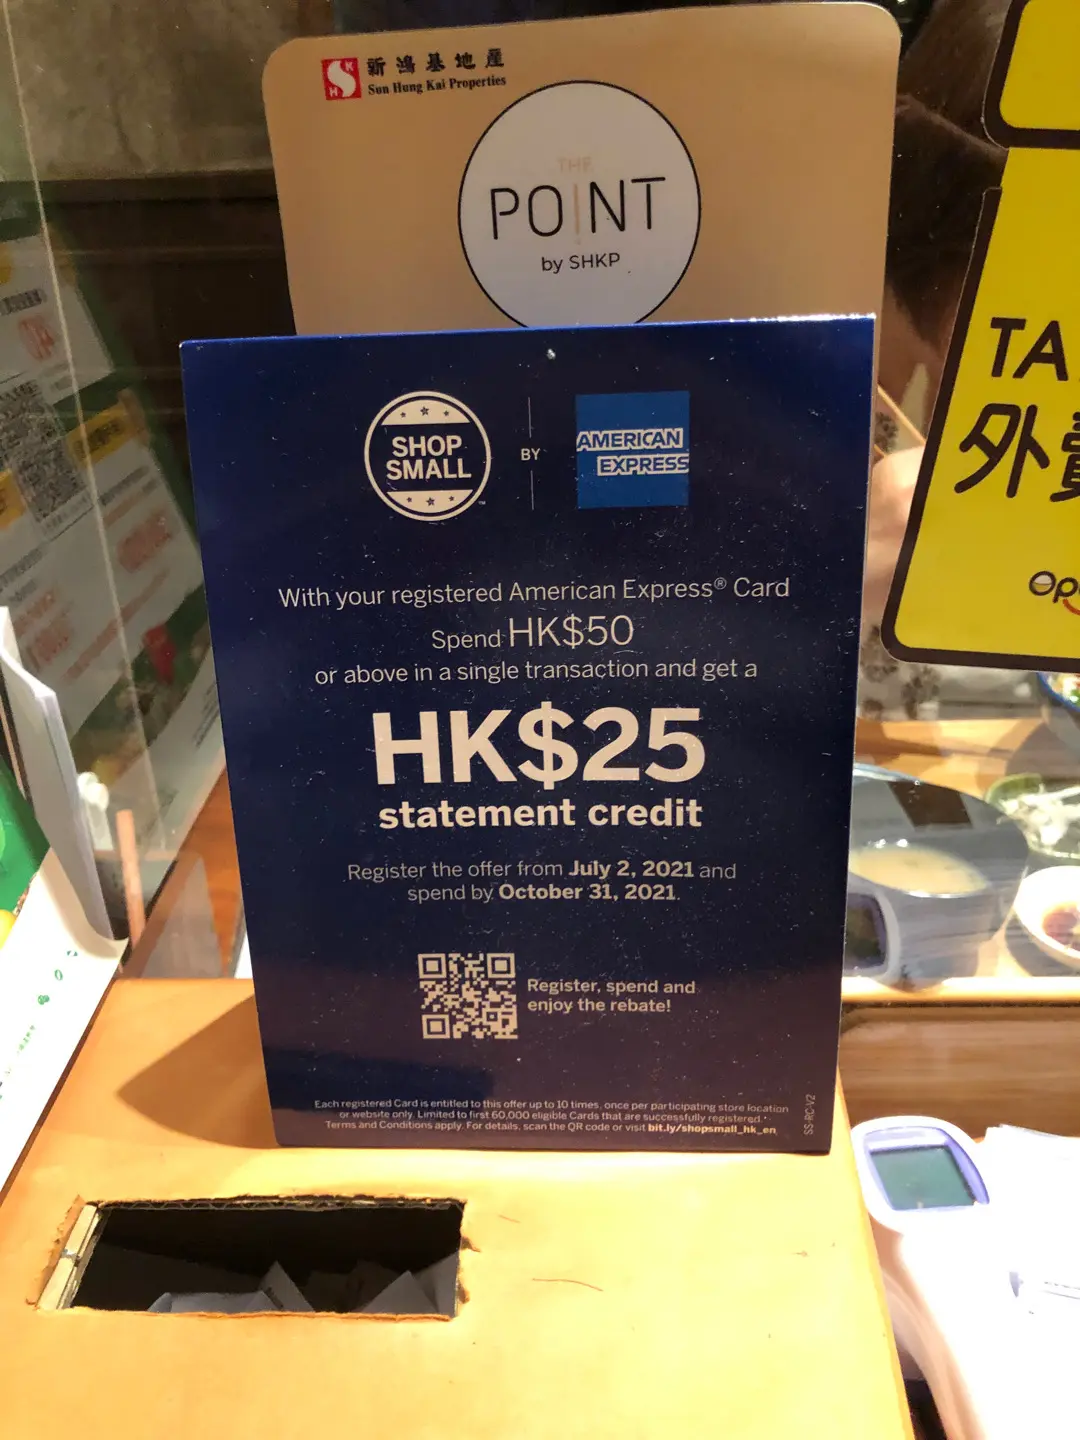 新鴻基地產
Sun Hung Kai Properties
THE
POINT
by SHKP
SHOP
SMALL
BY
AMERICAN
EXPRESS
With your registered American Express® Card
Spend HK$50
or above in a single transaction and get a
HK$25
statement credit
Register the offer from July 2, 2021 and
spend by October 31, 2021.
Register, spend and
enjoy the rebate!
Each registered Card is entitled to this offer up to 10 times, once per participating store location
or website only. Limited to first 60,000 eligible Cards that are successfully registered.
Terms and Conditions apply. For details, scan the QR code or visit bit.ly/shopsmall_hk_en
SS-RC-V2
TA
外賣
Op